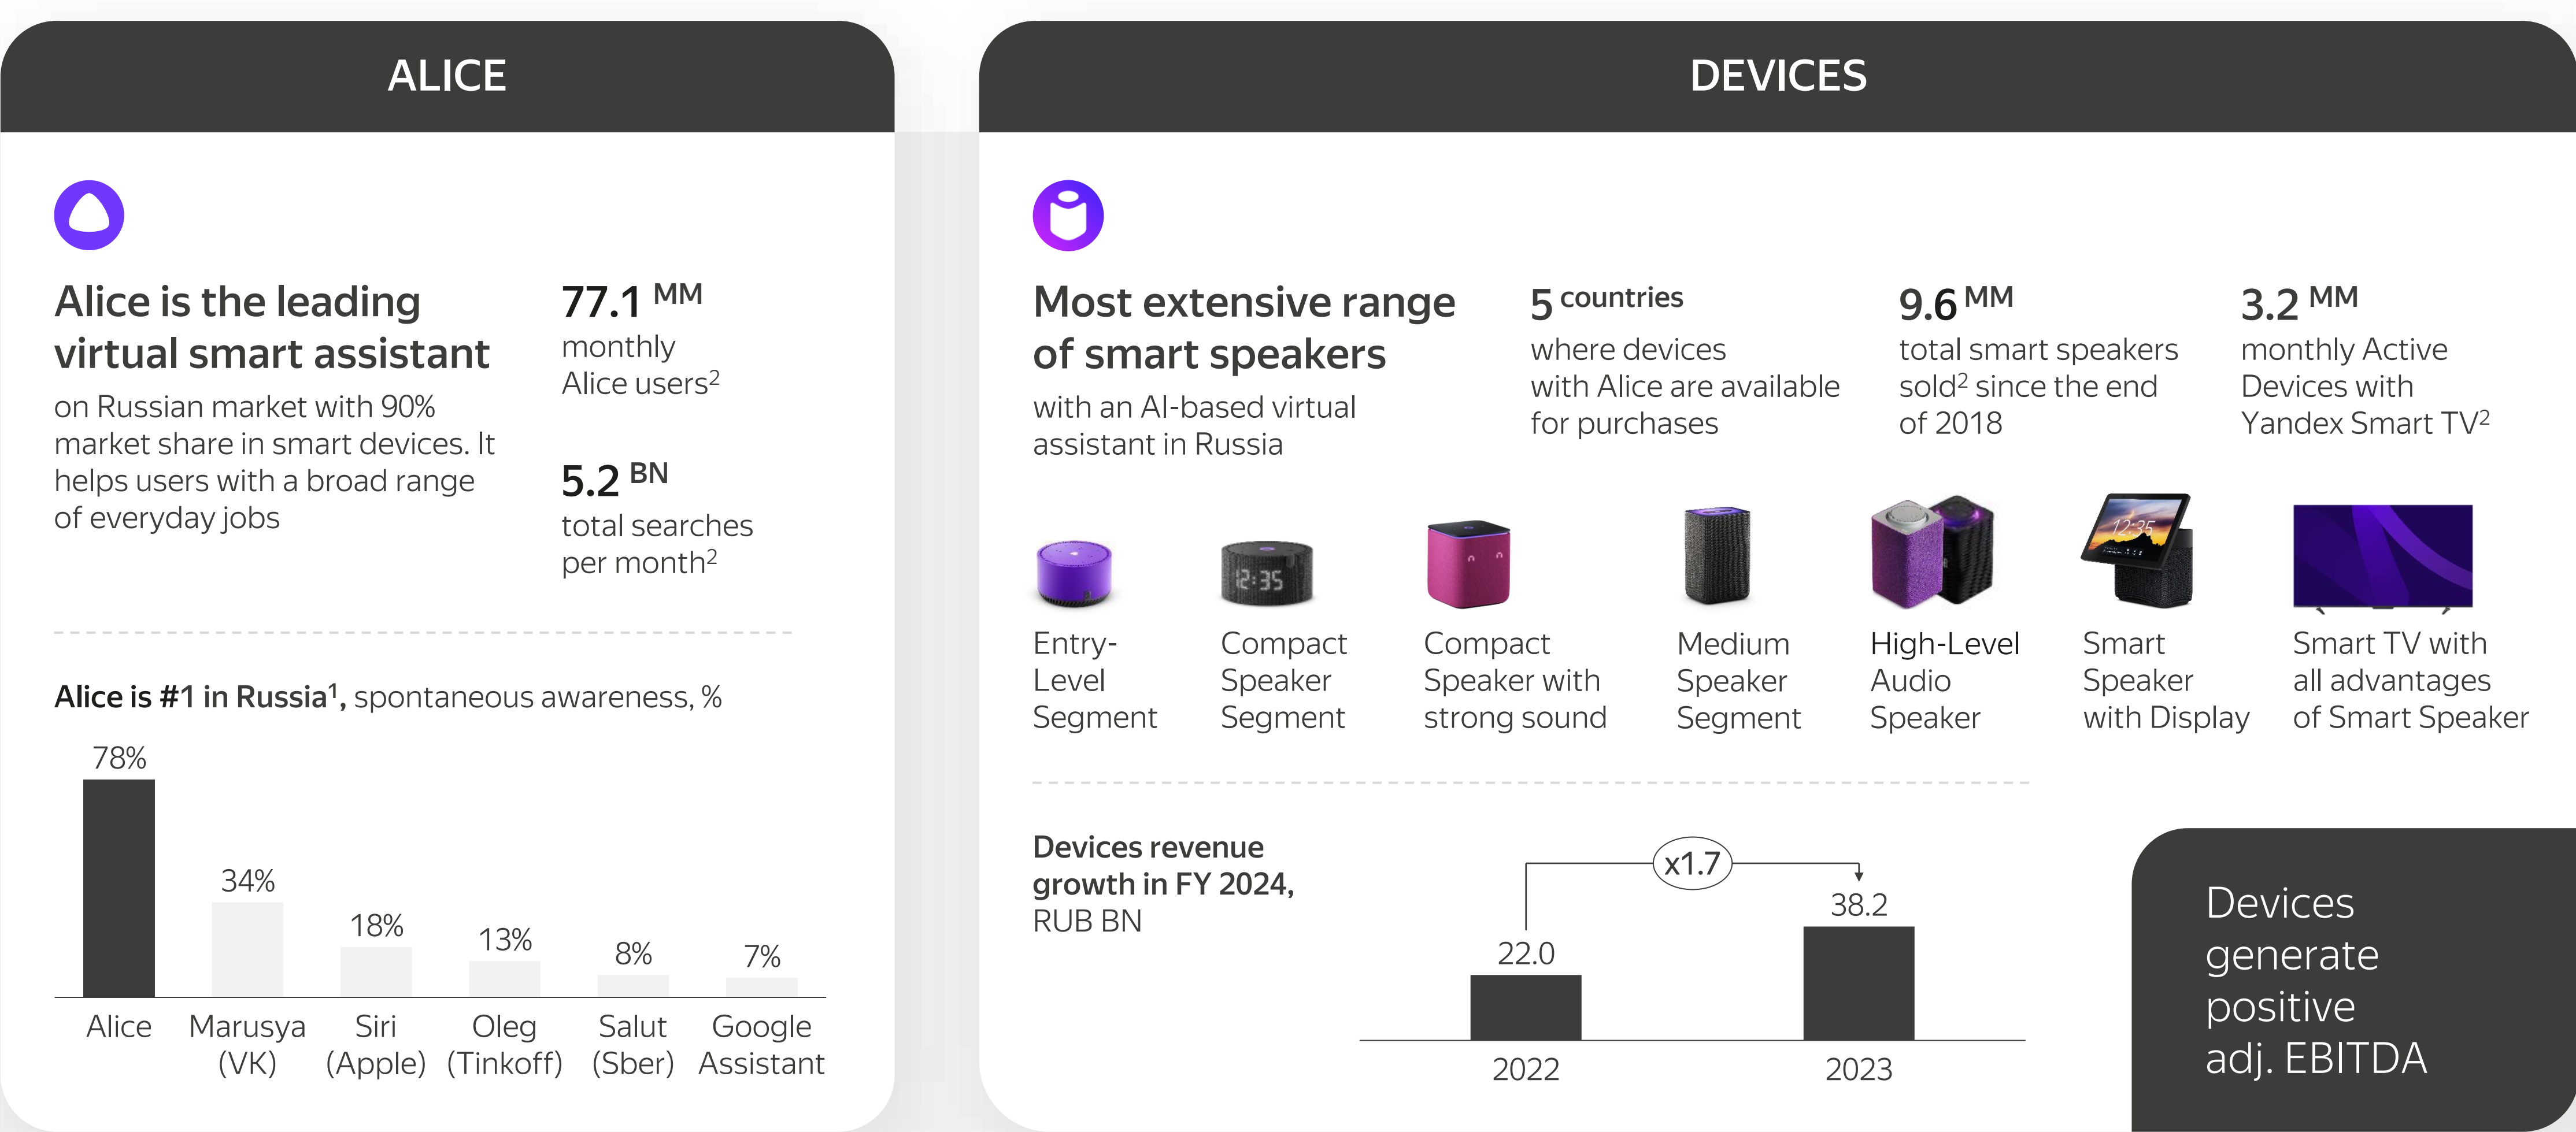 ALICE
Alice is the leading
virtual smart assistant
on Russian market with 90%
market share in smart devices. It
helps users with a broad range
of everyday jobs
77.1 MM
monthly
Alice users²
5.2 BN
total searches
per month²
Alice is #1 in Russia¹, spontaneous awareness, %
78%
34%
18%
13%
8%
7%
Alice
Marusya
(VK)
Siri
(Apple)
Oleg
(Tinkoff)
Salut
(Sber)
Google
Assistant
DEVICES
Most extensive range
of smart speakers
with an AI-based virtual
assistant in Russia
5 countries
where devices
with Alice are available
for purchases
9.6 MM
total smart speakers
sold² since the end
of 2018
3.2 MM
monthly Active
Devices with
Yandex Smart TV²
12:35
12:35
Entry-
Level
Segment
Compact
Speaker
Segment
Compact
Speaker with
strong sound
Medium
Speaker
Segment
High-Level
Audio
Speaker
Smart
Speaker
with Display
Smart TV with
all advantages
of Smart Speaker
Devices revenue
growth in FY 2024,
RUB BN
x1.7
22.0
38.2
2022
2023
Devices
generate
positive
adj. EBITDA